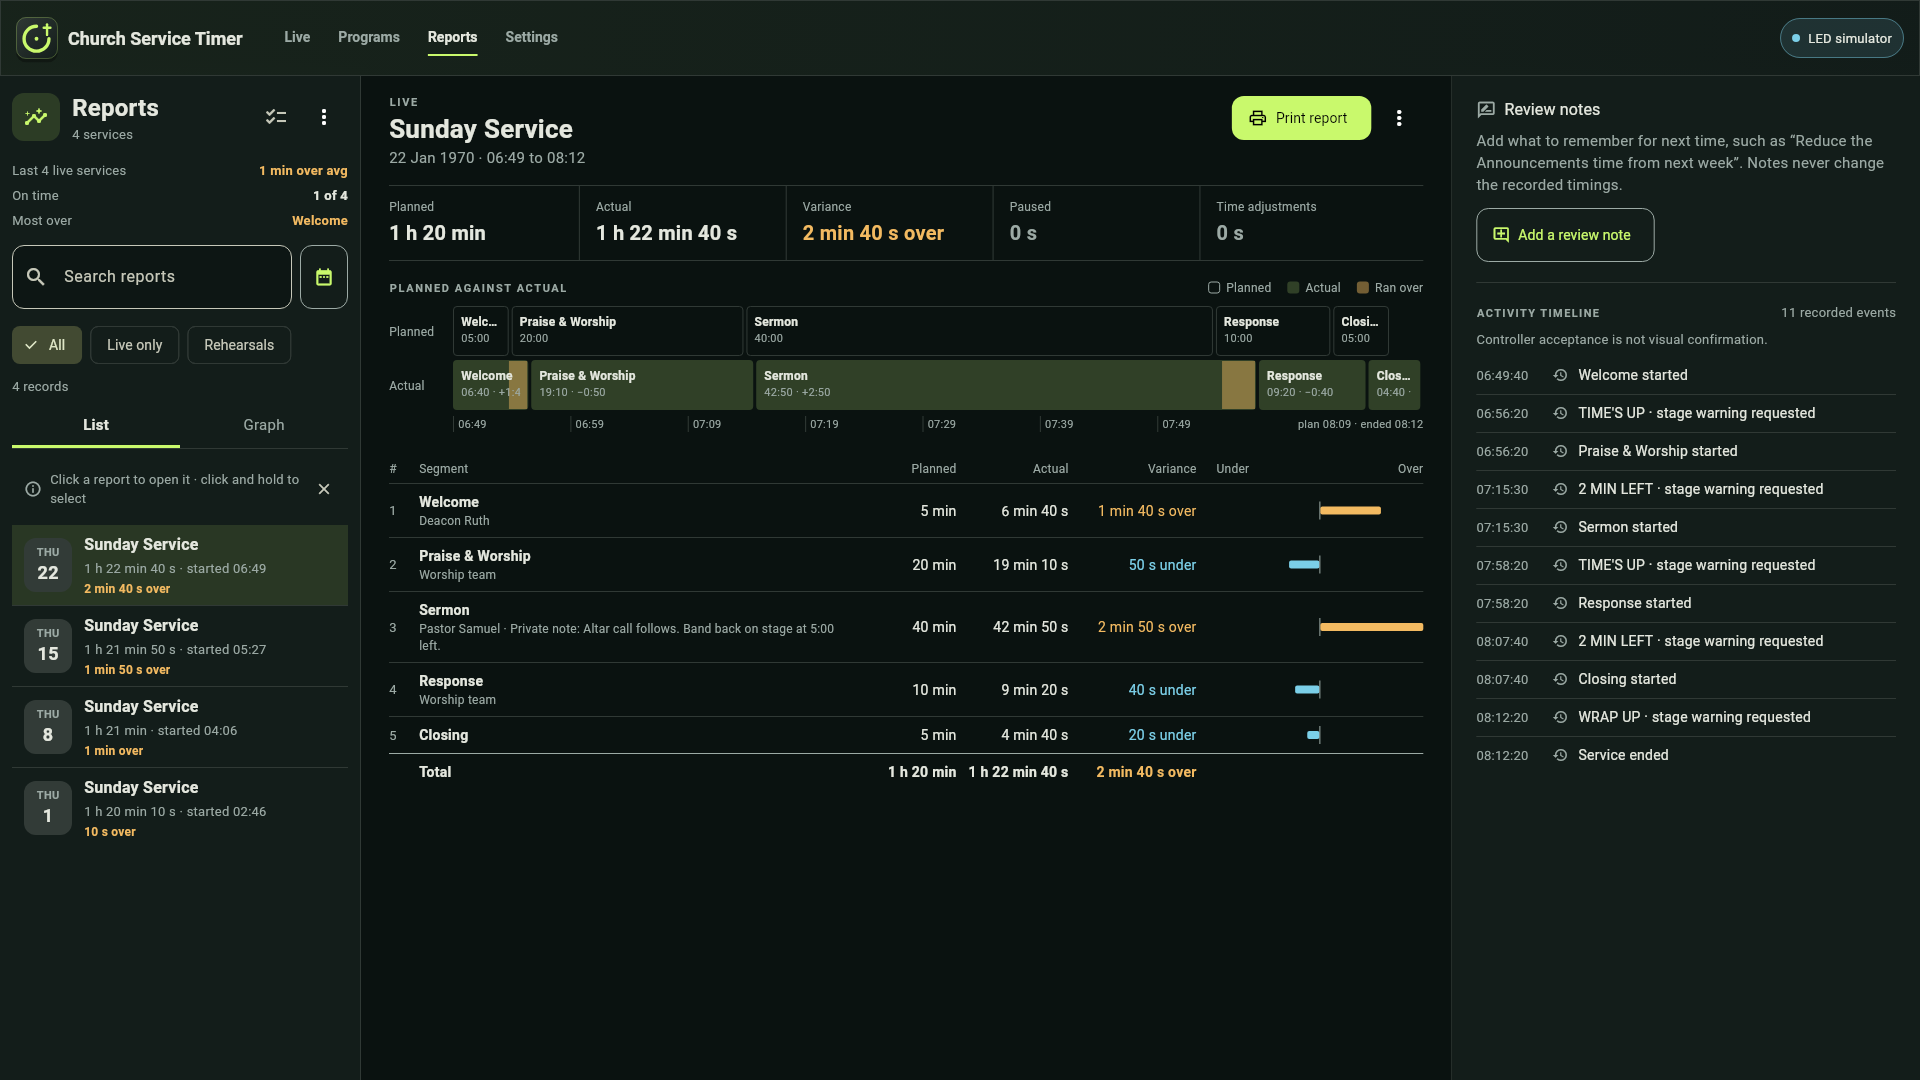 Church Service Timer
Live
Programs
Reports
Settings
LED simulator
Reports
4 services
Last 4 live services
1 min over avg
On time
1 of 4
Most over
Welcome
Search reports
All
Live only
Rehearsals
4 records
List
Graph
Click a report to open it · click and hold to
select
THU
22
Sunday Service
1 h 22 min 40 s · started 06:49
2 min 40 s over
THU
15
Sunday Service
1 h 21 min 50 s · started 05:27
1 min 50 s over
THU
8
Sunday Service
1 h 21 min · started 04:06
1 min over
THU
1
Sunday Service
1 h 20 min 10 s · started 02:46
10 s over
LIVE
Sunday Service
22 Jan 1970 · 06:49 to 08:12
Print report
Planned
1 h 20 min
Actual
1 h 22 min 40 s
Variance
2 min 40 s over
Paused
0 s
Time adjustments
0 s
PLANNED AGAINST ACTUAL
Planned
Actual
Ran over
Planned
Welc...
05:00
Praise & Worship
20:00
Sermon
40:00
Response
10:00
Closi...
05:00
Actual
Welcome
06:40 · +1:4
Praise & Worship
19:10 · −0:50
Sermon
42:50 · +2:50
Response
09:20 · −0:40
Clos...
04:40 ·
06:49
06:59
07:09
07:19
07:29
07:39
07:49
plan 08:09 · ended 08:12
# Segment Planned Actual Variance Under Over
1 Welcome 5 min 6 min 40 s 1 min 40 s over
Deacon Ruth
2 Praise & Worship 20 min 19 min 10 s 50 s under
Worship team
3 Sermon 40 min 42 min 50 s 2 min 50 s over
Pastor Samuel · Private note: Altar call follows. Band back on stage at 5:00
left.
4 Response 10 min 9 min 20 s 40 s under
Worship team
5 Closing 5 min 4 min 40 s 20 s under
Total 1 h 20 min 1 h 22 min 40 s 2 min 40 s over
Review notes
Add what to remember for next time, such as “Reduce the
Announcements time from next week”. Notes never change
the recorded timings.
Add a review note
ACTIVITY TIMELINE
11 recorded events
Controller acceptance is not visual confirmation.
06:49:40 Welcome started
06:56:20 TIME'S UP · stage warning requested
06:56:20 Praise & Worship started
07:15:30 2 MIN LEFT · stage warning requested
07:15:30 Sermon started
07:58:20 TIME'S UP · stage warning requested
07:58:20 Response started
08:07:40 2 MIN LEFT · stage warning requested
08:07:40 Closing started
08:12:20 WRAP UP · stage warning requested
08:12:20 Service ended